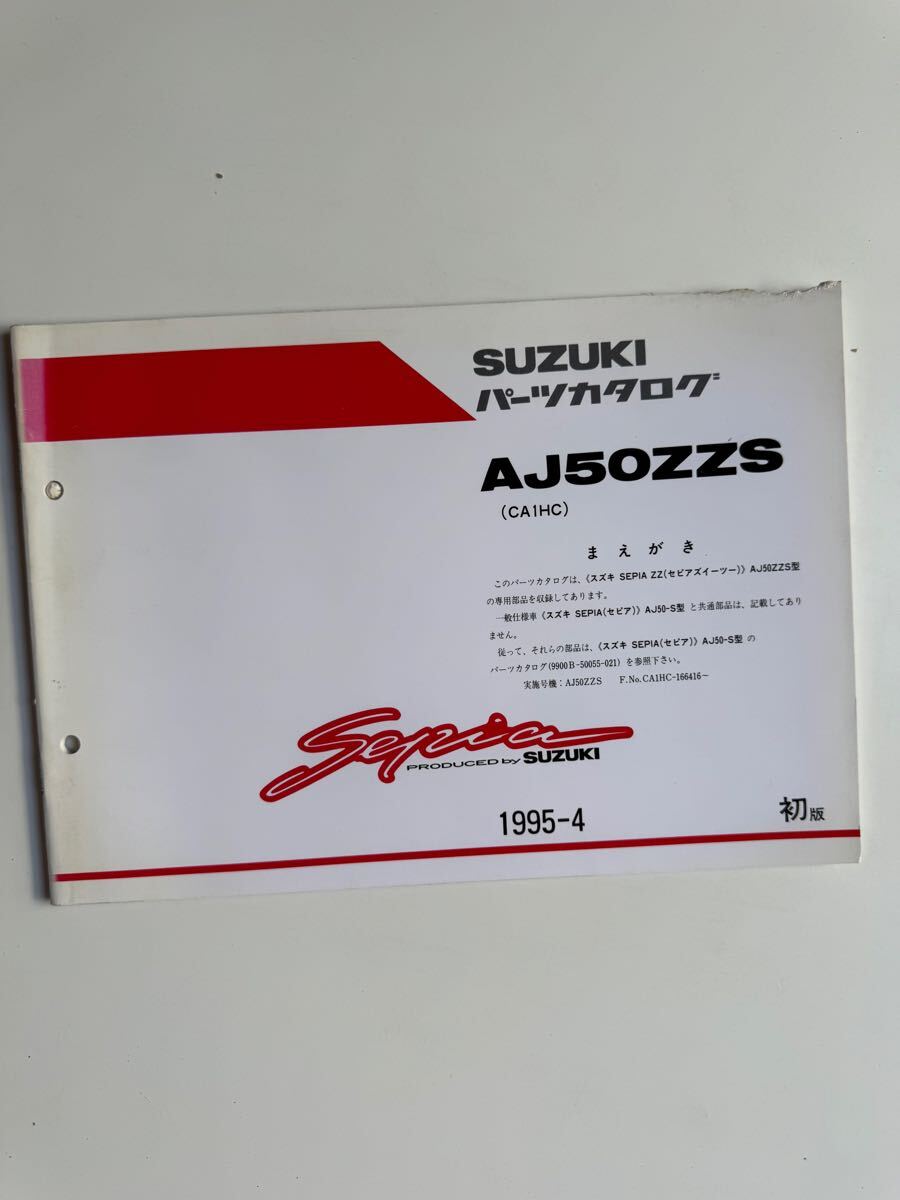 SUZUKI
パーツカタログ
AJ50ZZS
(CA1HC)
まえがき
このパーツカタログは、《スズキ SEPIA ZZ(セピアズィーツー)》AJ50ZZS型
の専用部品を収録してあります。
一般仕様車《スズキ SEPIA(セピア)》AJ50-S型 と共通部品は、記載してあり
ません。
従って、それらの部品は、《スズキ SEPIA(セピア)》AJ50-S型 の
パーツカタログ(9900B-50055-021) を参照下さい。
実施号機：AJ50ZZS F.No.CA1HC-166416～
Sepia
PRODUCED by SUZUKI
1995-4
初版